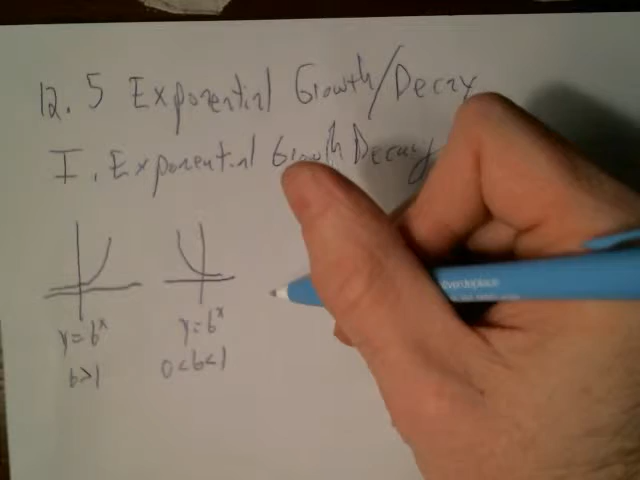 12.5 Exponential Growth/Decay
I. Exponential Growth Decay
y=b^x y=b^x
b>1 0<b<1